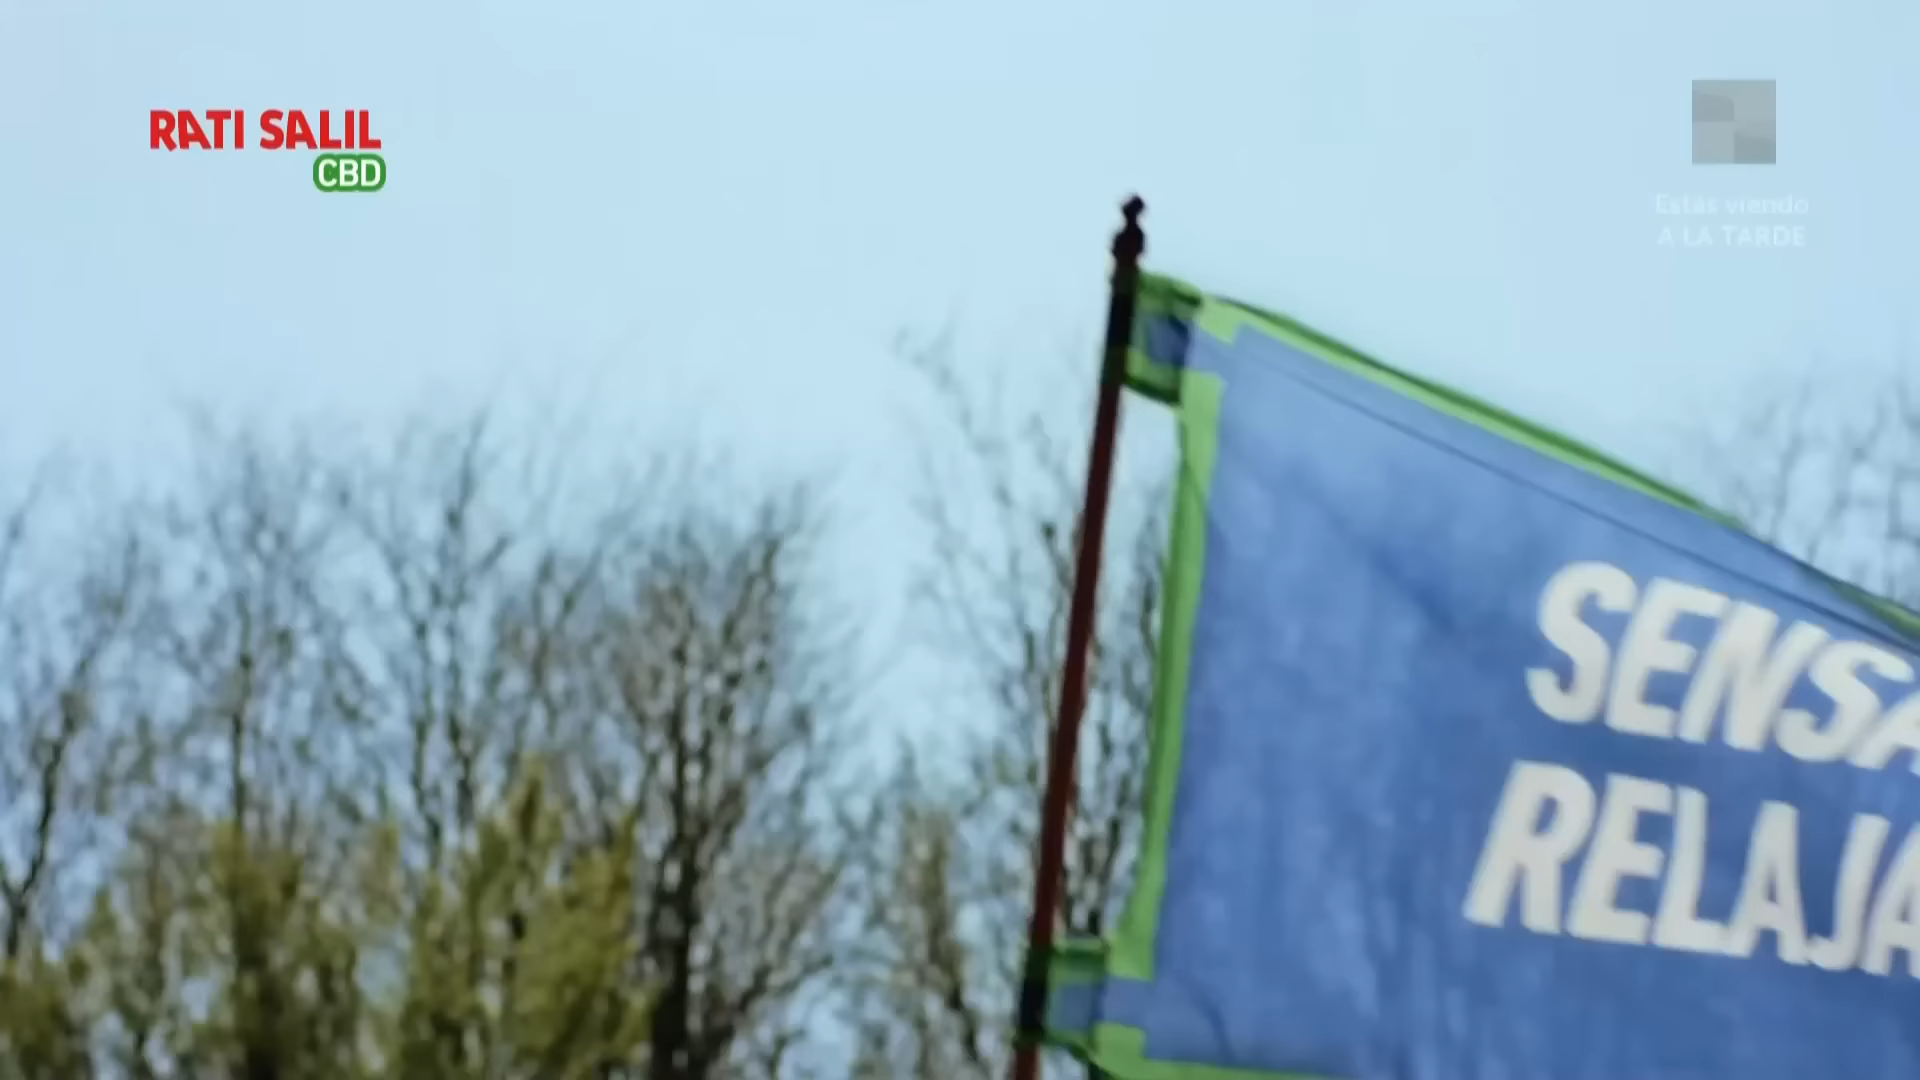 RATI SALIL
CBD
Estás viendo
A LA TARDE
SENSA
RELAJA